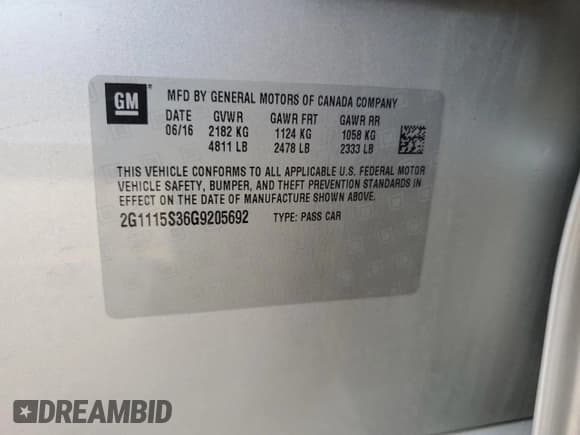 GM
MFD BY GENERAL MOTORS OF CANADA COMPANY
DATE GVWR GAWR FRT GAWR RR
06/16 2182 KG 1124 KG 1058 KG
4811 LB 2478 LB 2333 LB
THIS VEHICLE CONFORMS TO ALL APPLICABLE U.S. FEDERAL MOTOR
VEHICLE SAFETY, BUMPER, AND THEFT PREVENTION STANDARDS IN
EFFECT ON THE DATE OF MANUFACTURE SHOWN ABOVE.
2G1115S36G9205692 TYPE: PASS CAR
DREAMBID